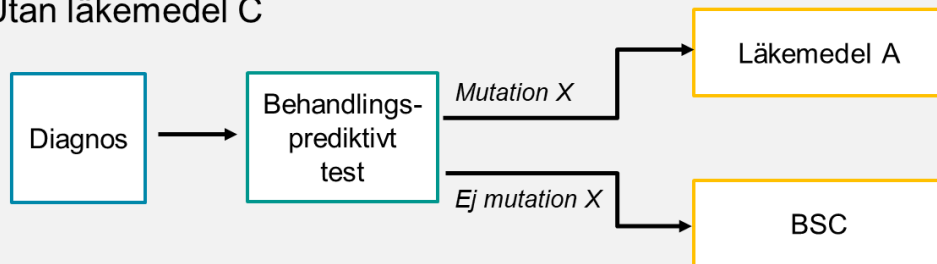 Utan läkemedel C
Diagnos
Behandlings-
prediktivt
test
Mutation X
Ej mutation X
Läkemedel A
BSC